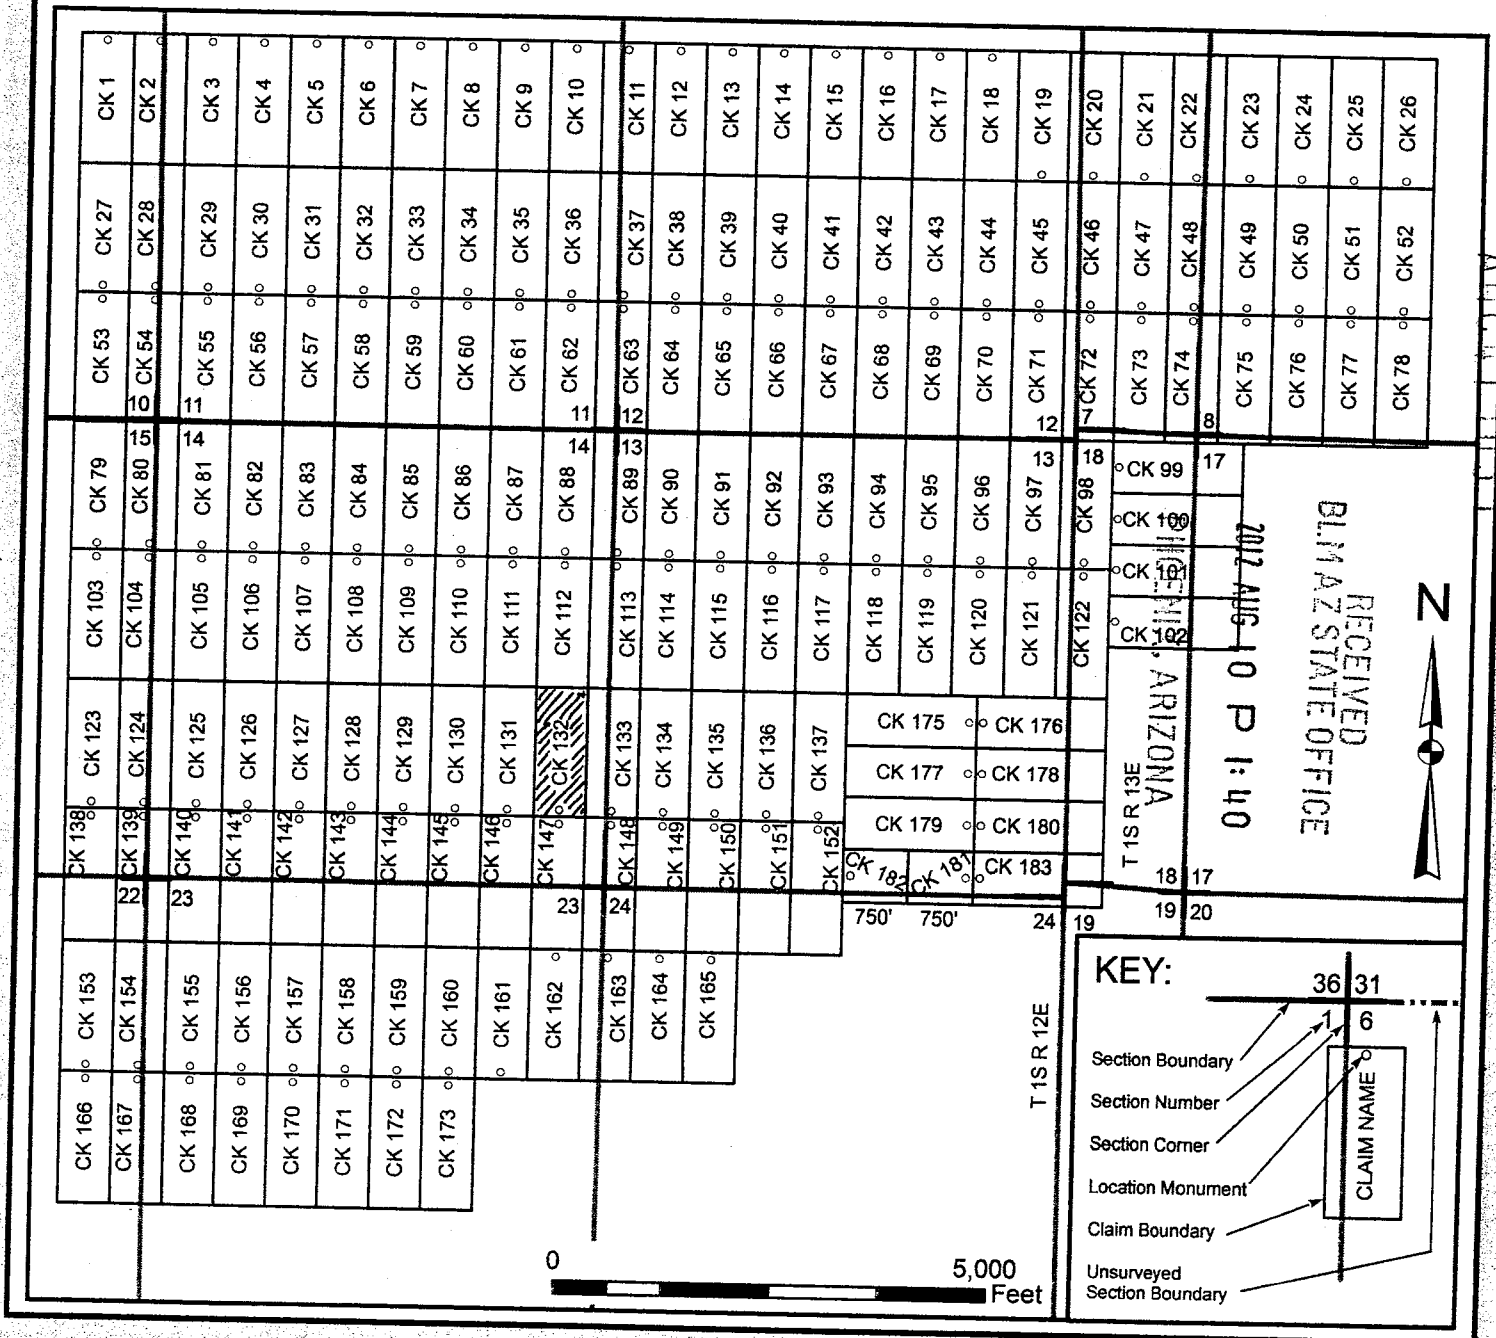 CK 1 CK 2 CK 3 CK 4 CK 5 CK 6 CK 7 CK 8 CK 9 CK 10 CK 11 CK 12 CK 13 CK 14 CK 15 CK 16 CK 17 CK 18 CK 19 CK 20 CK 21 CK 22 CK 23 CK 24 CK 25 CK 26
CK 27 CK 28 CK 29 CK 30 CK 31 CK 32 CK 33 CK 34 CK 35 CK 36 CK 37 CK 38 CK 39 CK 40 CK 41 CK 42 CK 43 CK 44 CK 45 CK 46 CK 47 CK 48 CK 49 CK 50 CK 51 CK 52
CK 53 CK 54 CK 55 CK 56 CK 57 CK 58 CK 59 CK 60 CK 61 CK 62 CK 63 CK 64 CK 65 CK 66 CK 67 CK 68 CK 69 CK 70 CK 71 CK 72 CK 73 CK 74 CK 75 CK 76 CK 77 CK 78
10 11 11 12 12 7 8
15 14 14 13 13 18 17
CK 79 CK 80 CK 81 CK 82 CK 83 CK 84 CK 85 CK 86 CK 87 CK 88 CK 89 CK 90 CK 91 CK 92 CK 93 CK 94 CK 95 CK 96 CK 97 CK 98
CK 99
CK 100
CK 101
CK 102
CK 103 CK 104 CK 105 CK 106 CK 107 CK 108 CK 109 CK 110 CK 111 CK 112 CK 113 CK 114 CK 115 CK 116 CK 117 CK 118 CK 119 CK 120 CK 121 CK 122
CK 123 CK 124 CK 125 CK 126 CK 127 CK 128 CK 129 CK 130 CK 131 CK 132 CK 133 CK 134 CK 135 CK 136 CK 137
CK 175 CK 176
CK 177 CK 178
CK 179 CK 180
CK 182 CK 181 CK 183
CK 138 CK 139 CK 140 CK 141 CK 142 CK 143 CK 144 CK 145 CK 146 CK 147 CK 148 CK 149 CK 150 CK 151 CK 152
18 17
22 23 23 24 750' 750' 24 19 19 20
CK 153 CK 154 CK 155 CK 156 CK 157 CK 158 CK 159 CK 160 CK 161 CK 162 CK 163 CK 164 CK 165
CK 166 CK 167 CK 168 CK 169 CK 170 CK 171 CK 172 CK 173
T 1S R 13E
T 1S R 12E
RECEIVED
BLM AZ STATE OFFICE
2012 AUG 10 P 1:40
ARIZONA
N
KEY:
36 31
1 6
Section Boundary
Section Number
Section Corner
Location Monument
Claim Boundary
Unsurveyed
Section Boundary
CLAIM NAME
0 5,000
Feet